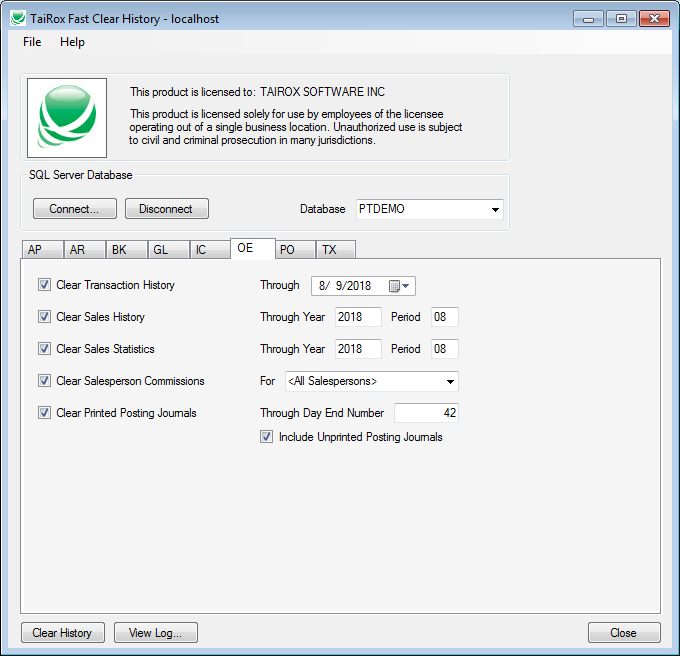 TaiRox Fast Clear History - localhost
File Help
This product is licensed to: TAIROX SOFTWARE INC
This product is licensed solely for use by employees of the licensee
operating out of a single business location. Unauthorized use is subject
to civil and criminal prosecution in many jurisdictions.
SQL Server Database
Connect... Disconnect Database PTDEMO
AP AR BK GL IC OE PO TX
Clear Transaction History Through 8/ 9/2018
Clear Sales History Through Year 2018 Period 08
Clear Sales Statistics Through Year 2018 Period 08
Clear Salesperson Commissions For <All Salespersons>
Clear Printed Posting Journals Through Day End Number 42
Include Unprinted Posting Journals
Clear History View Log... Close